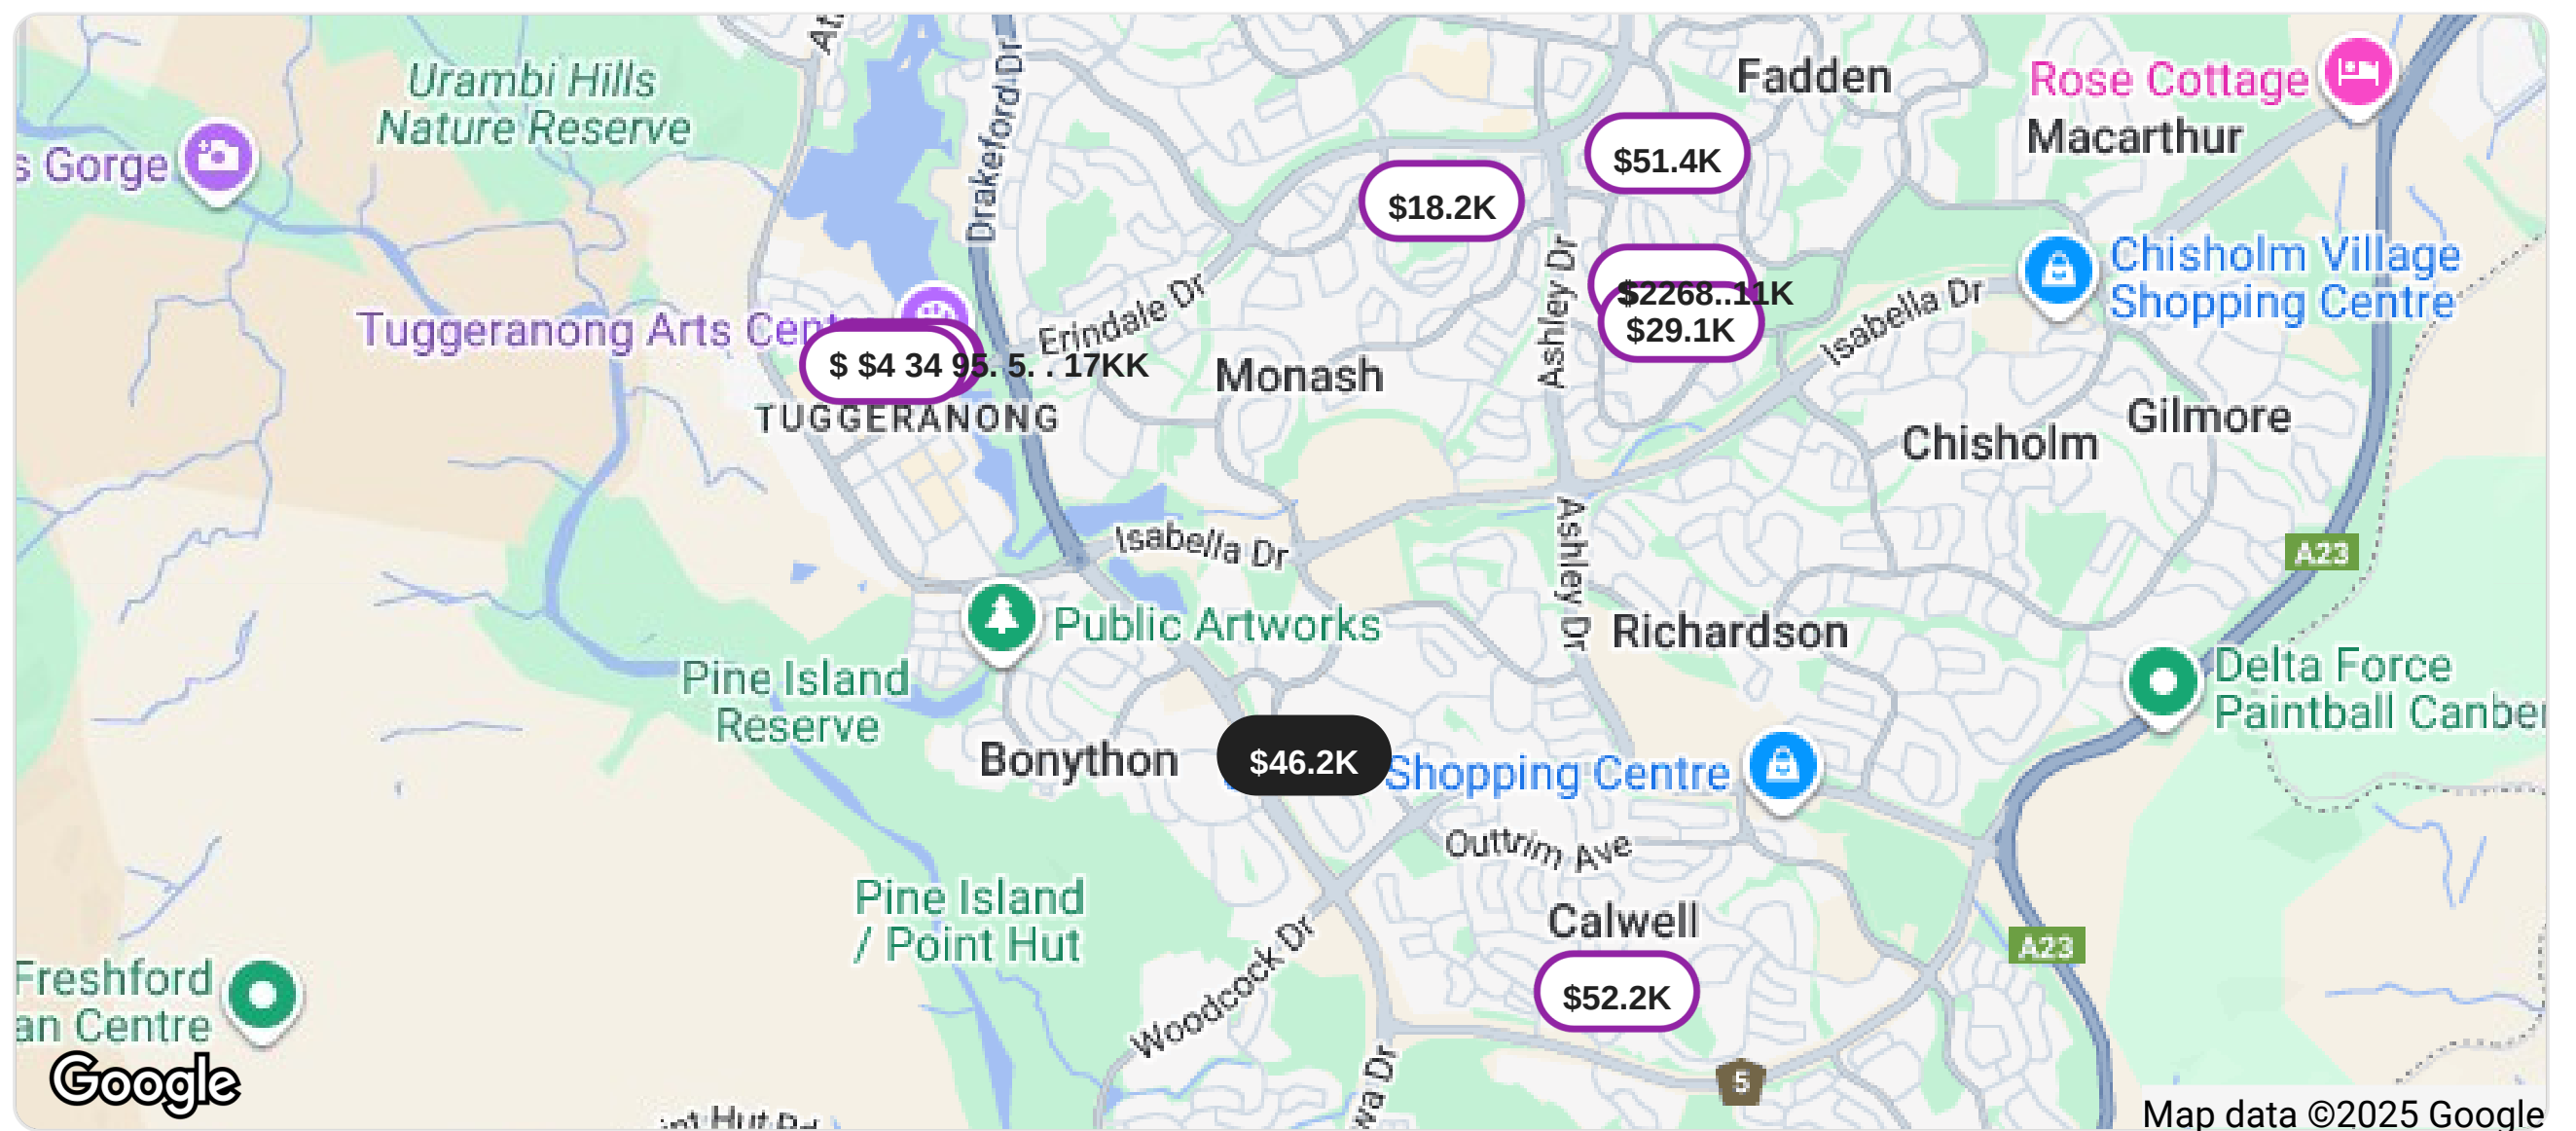 Urambi Hills
Nature Reserve
s Gorge
Drakeford Dr
Fadden
Rose Cottage
Macarthur
$51.4K
$18.2K
Ashley Dr
Chisholm Village
Shopping Centre
Tuggeranong Arts
Erindale Dr
$29.1K
Isabella Dr
Monash
TUGGERANONG
Gilmore
Chisholm
Isabella Dr
Ashley Dr
A23
Public Artworks
Richardson
Pine Island
Reserve
Delta Force
Paintball Canber
Bonython
$46.2K
Shopping Centre
Outtrim Ave
Pine Island
/ Point Hut
Calwell
Woodcock Dr
A23
Freshford
an Centre
$52.2K
Google
5
wa Dr
Map data ©2025 Google